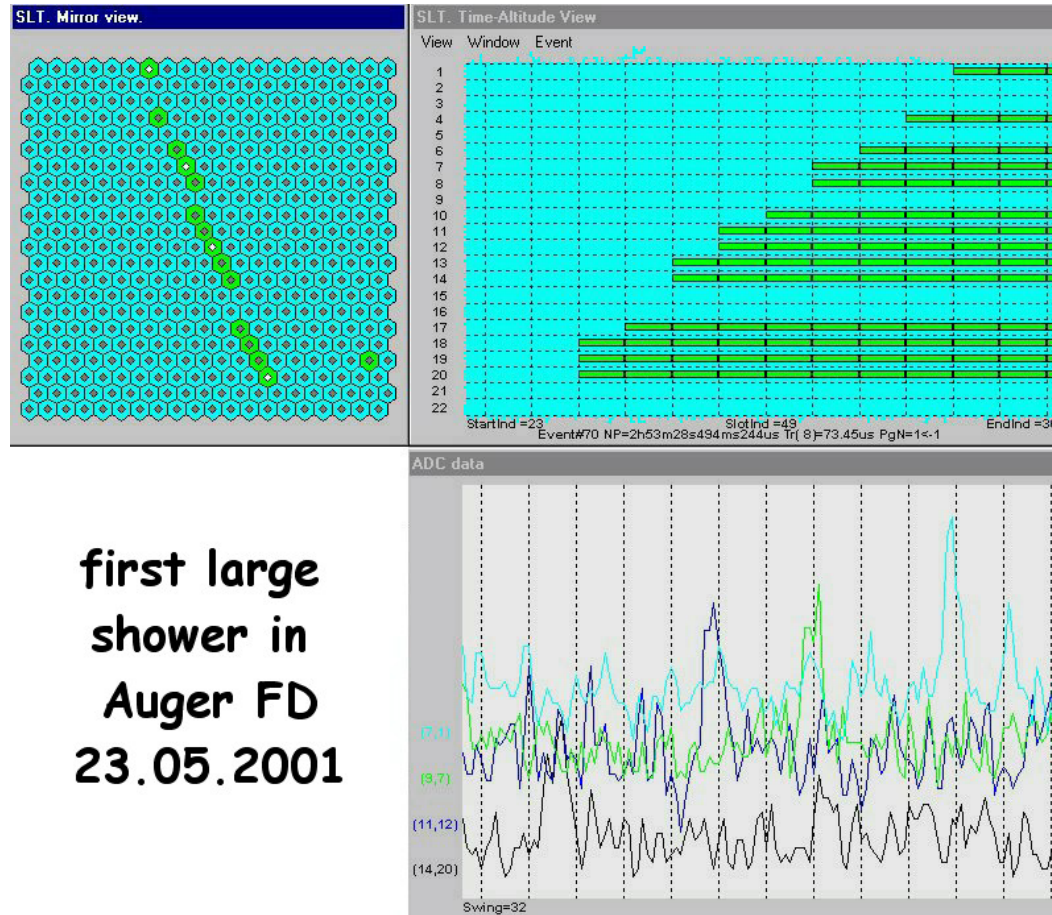 SLT. Mirror view.
SLT. Time-Altitude View
View Window Event
1
2
3
4
5
6
7
8
9
10
11
12
13
14
15
16
17
18
19
20
21
22
StartInd =23 SlotInd =49
Event#70 NP=2h53m28s494ms244us Tr( 8)=73.45us PgN=1<-1
ADC data
(7,1)
(9,7)
(11,12)
(14,20)
Swing=32
first large
shower in
Auger FD
23.05.2001